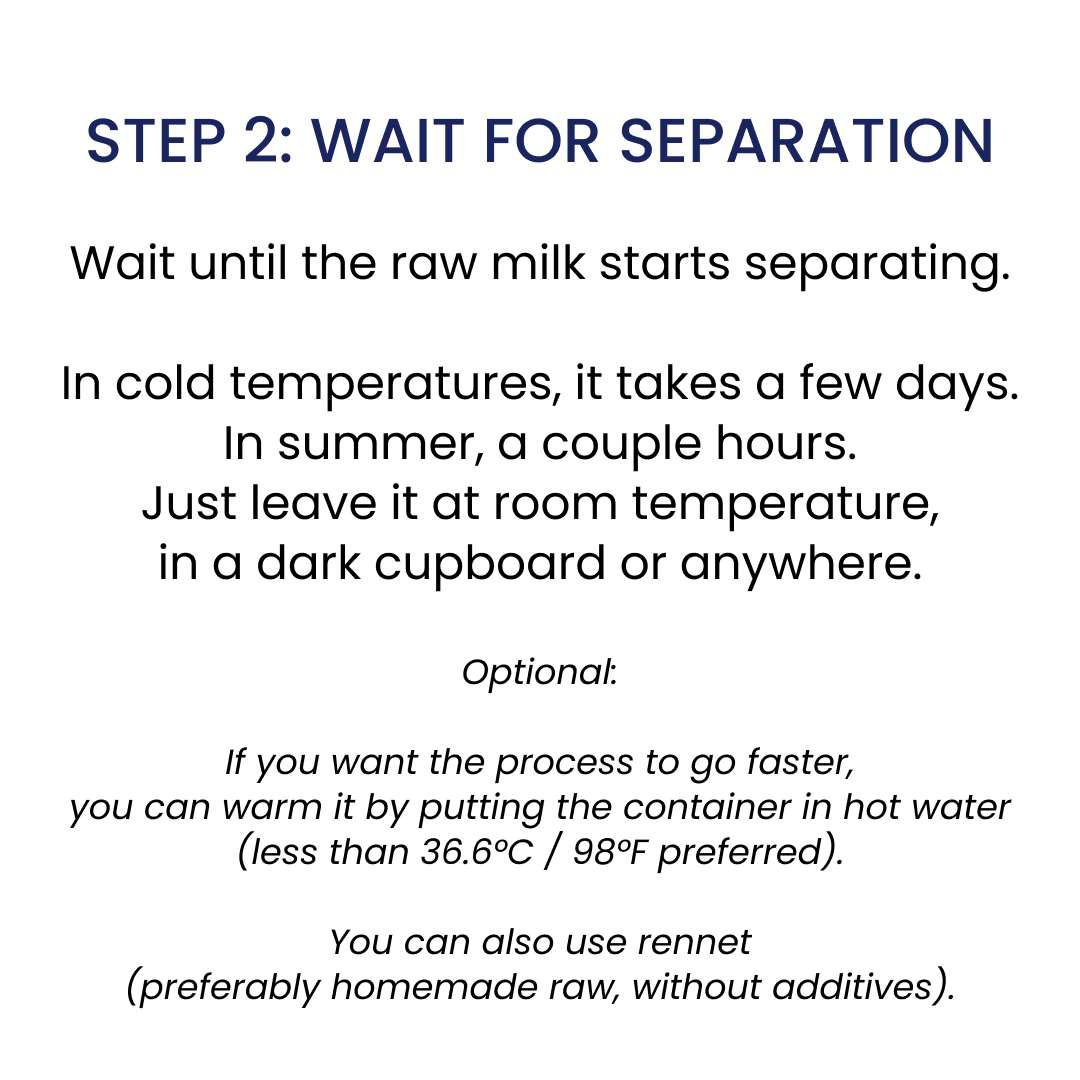 STEP 2: WAIT FOR SEPARATION
Wait until the raw milk starts separating.
In cold temperatures, it takes a few days.
In summer, a couple hours.
Just leave it at room temperature,
in a dark cupboard or anywhere.
Optional:
If you want the process to go faster,
you can warm it by putting the container in hot water
(less than 36.6ºC / 98ºF preferred).
You can also use rennet
(preferably homemade raw, without additives).